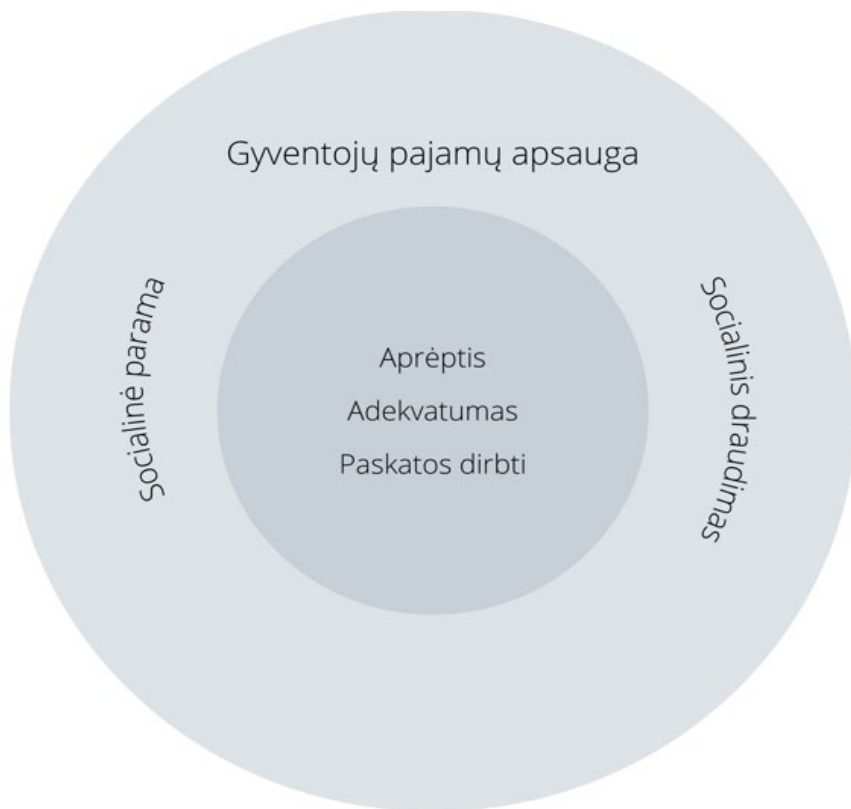 Gyventojų pajamų apsauga
Socialinė parama
Socialinis draudimas
Aprėptis
Adekvatumas
Paskatos dirbti